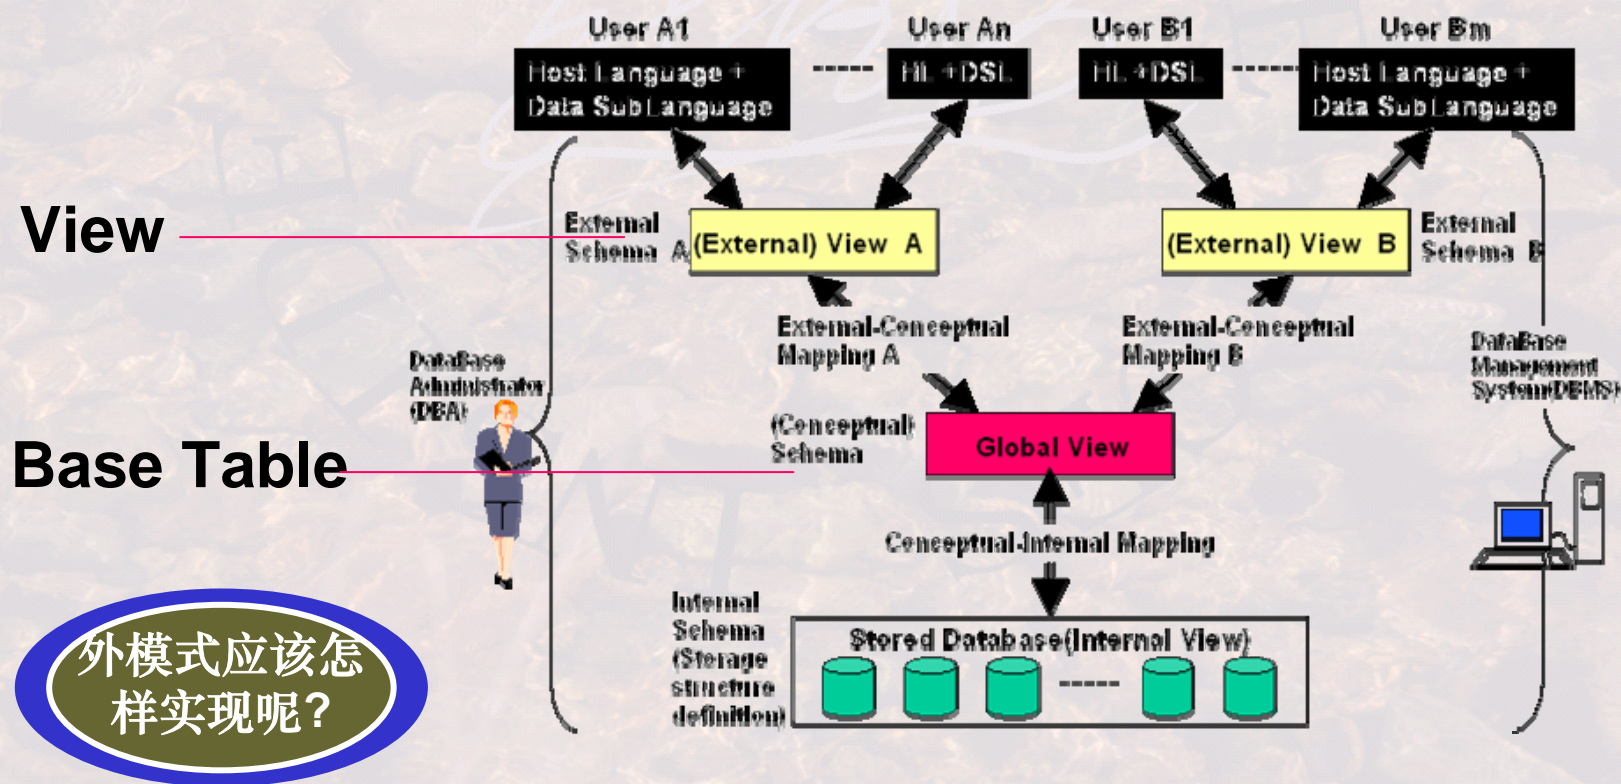 User A1
User An
User B1
User Bm
Host Language +
Data Sub Language
HL +DSL
HL +DSL
Host Language +
Data Sub Language
View
External
Schema A
(External) View A
(External) View B
External
Schema B
External-Conceptual
Mapping A
External-Conceptual
Mapping B
DataBase
Administrator
(DBA)
DataBase
Management
System(DBMS)
Base Table
(Conceptual)
Schema
Global View
Conceptual-Internal Mapping
Internal
Schema
(Storage
structure
definition)
Stored Database(Internal View)
外模式应该怎
样实现呢?